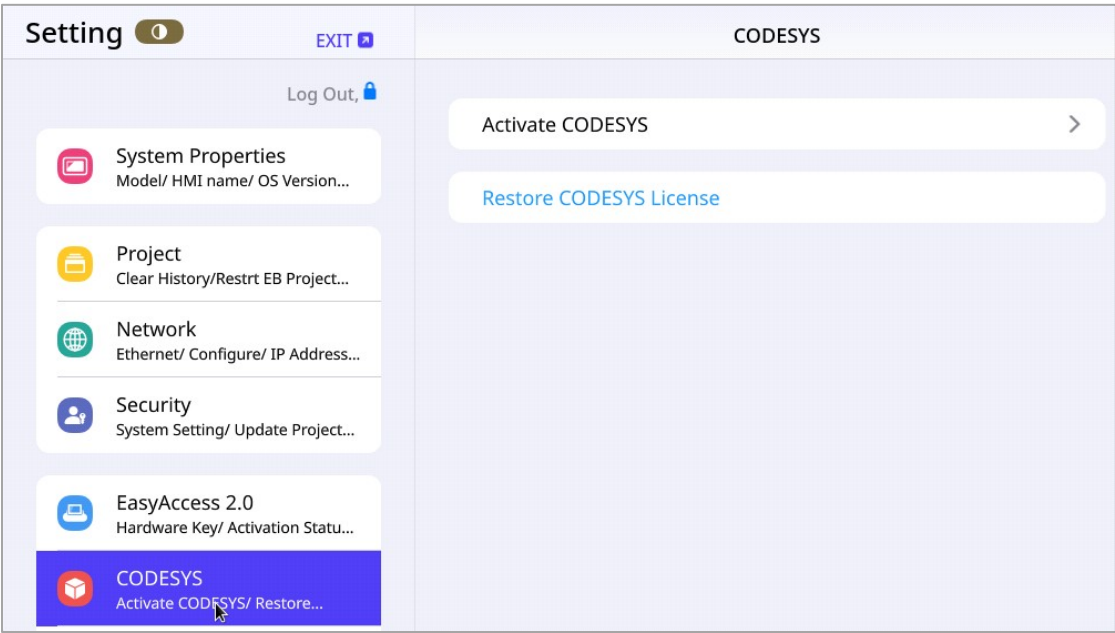 Setting
EXIT
CODESYS
Log Out,
System Properties
Model/ HMI name/ OS Version...
Project
Clear History/Restrt EB Project...
Network
Ethernet/ Configure/ IP Address...
Security
System Setting/ Update Project...
EasyAccess 2.0
Hardware Key/ Activation Statu...
CODESYS
Activate CODESYS/ Restore...
Activate CODESYS
Restore CODESYS License